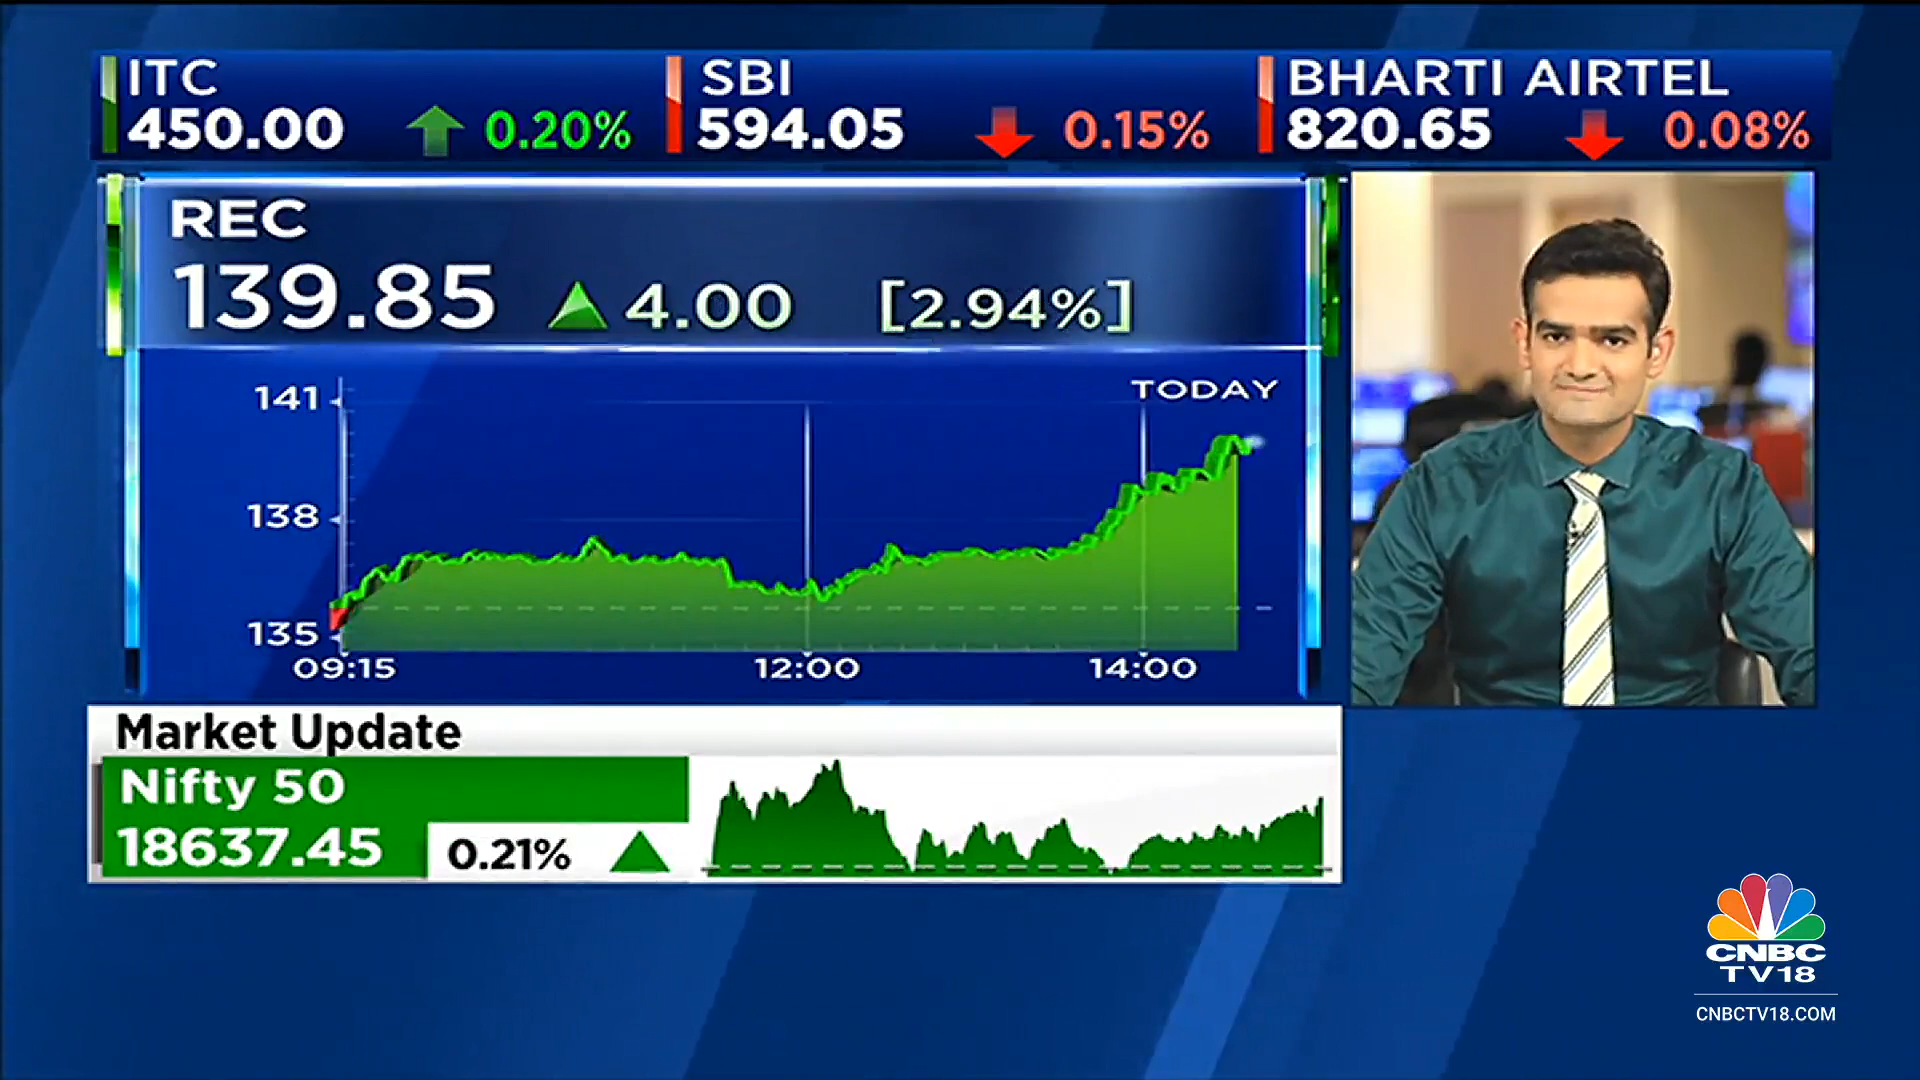 ITC
450.00 0.20%
SBI
594.05 0.15%
BHARTI AIRTEL
820.65 0.08%
REC
139.85 4.00 [2.94%]
TODAY
141
138
135
09:15 12:00 14:00
Market Update
Nifty 50
18637.45 0.21%
CNBC
TV18
CNBCTV18.COM